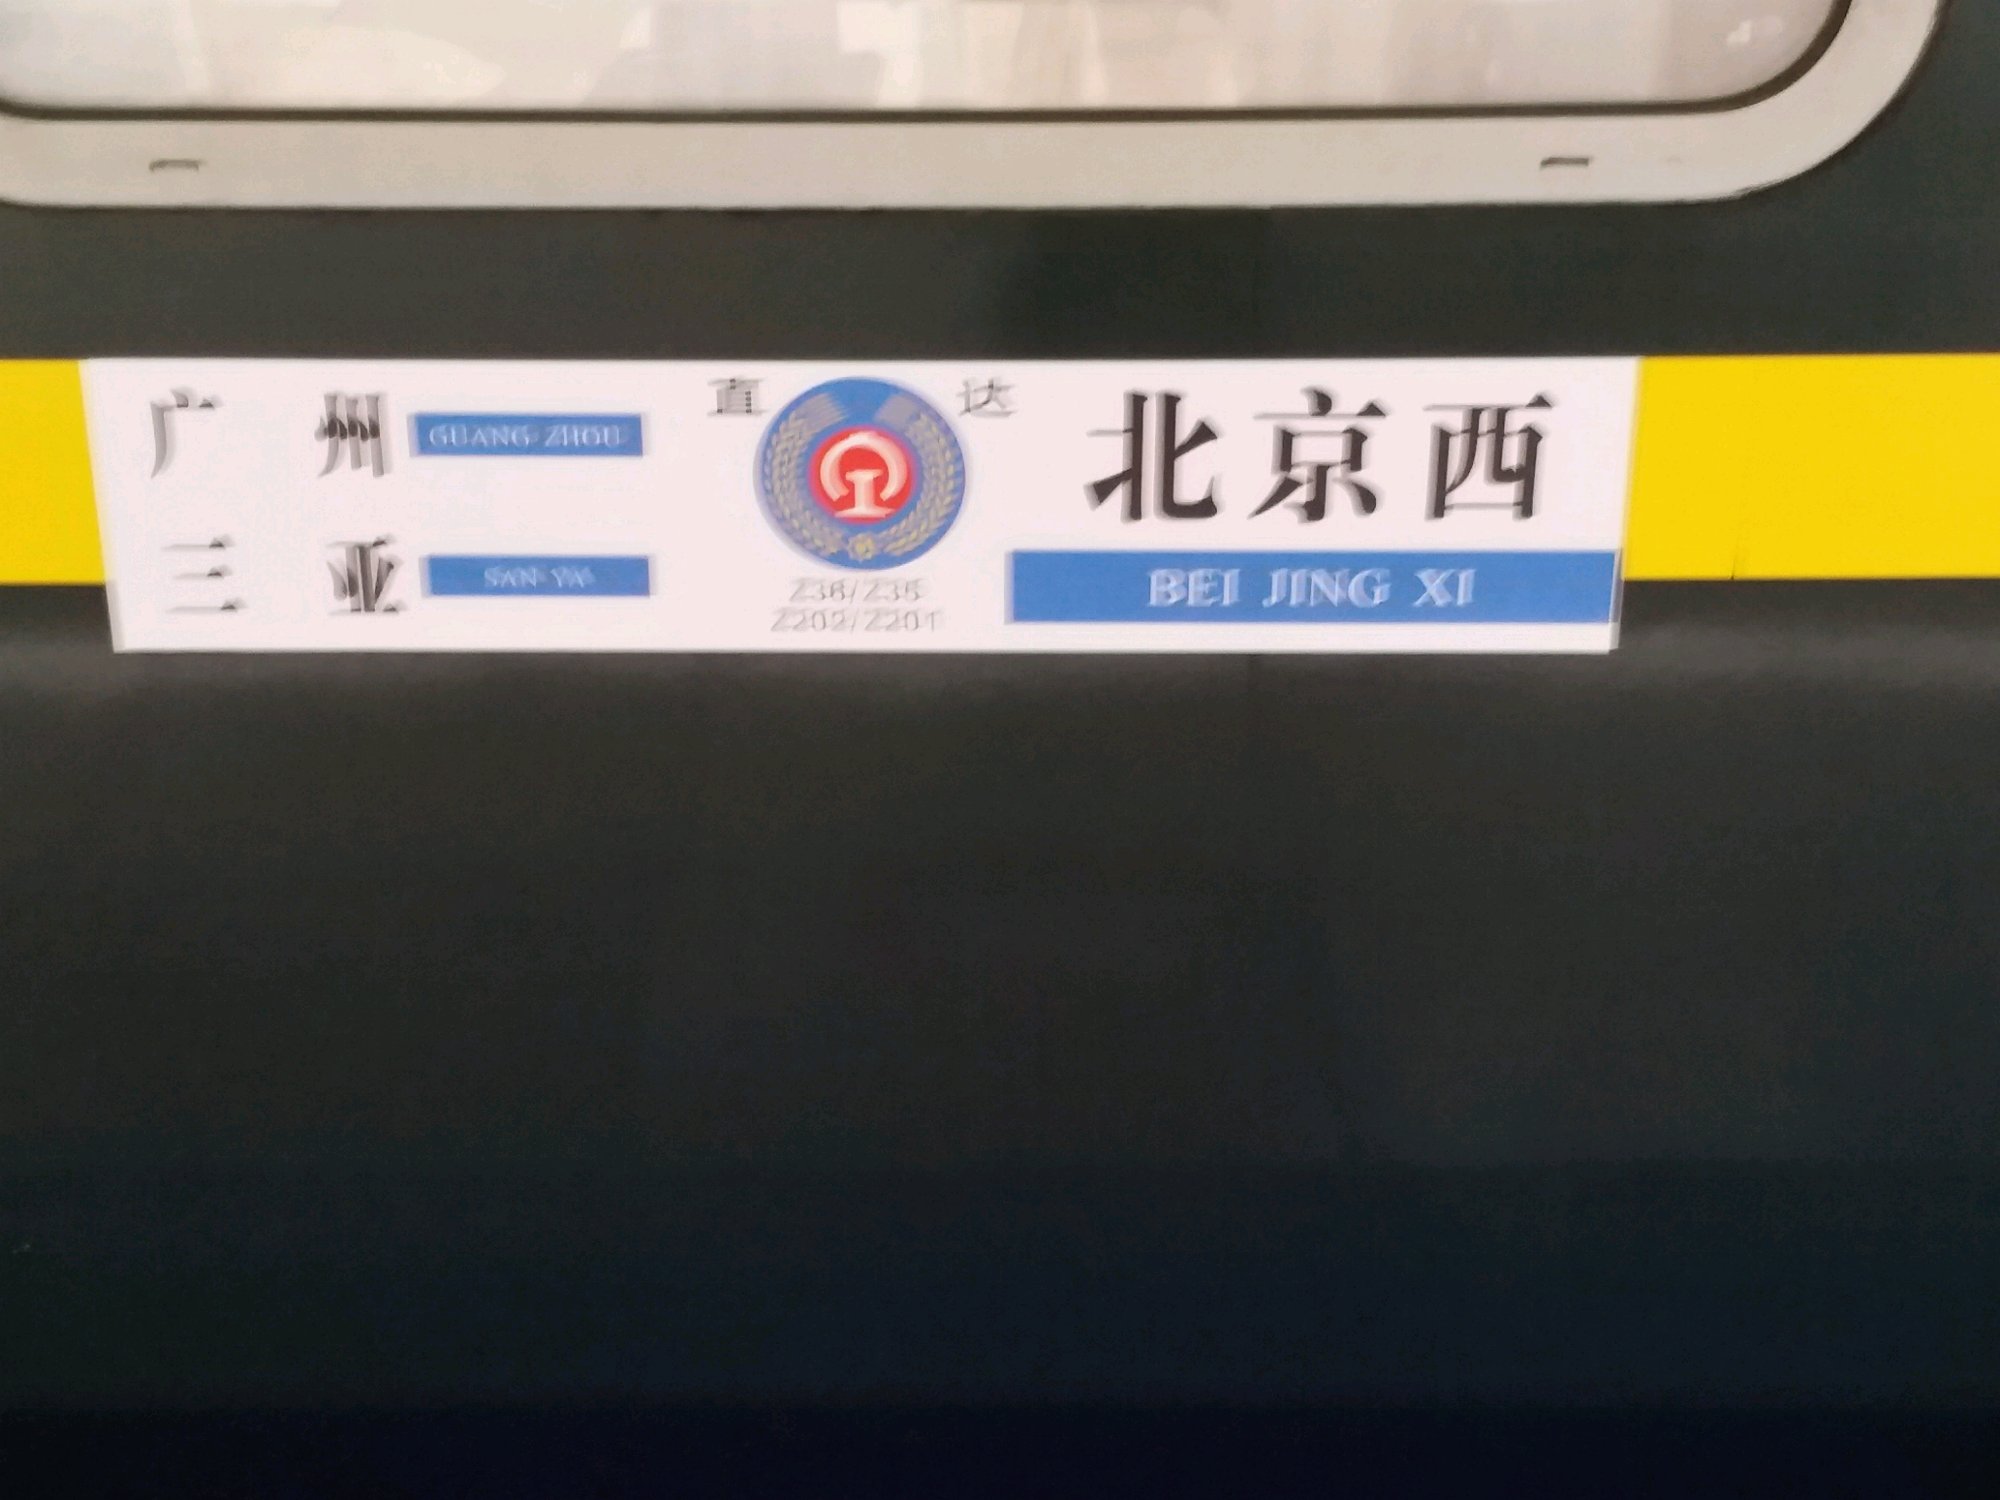 广州 GUANG ZHOU
三亚 SAN YA
直达
Z36/Z35
Z202/Z201
北京西
BEI JING XI